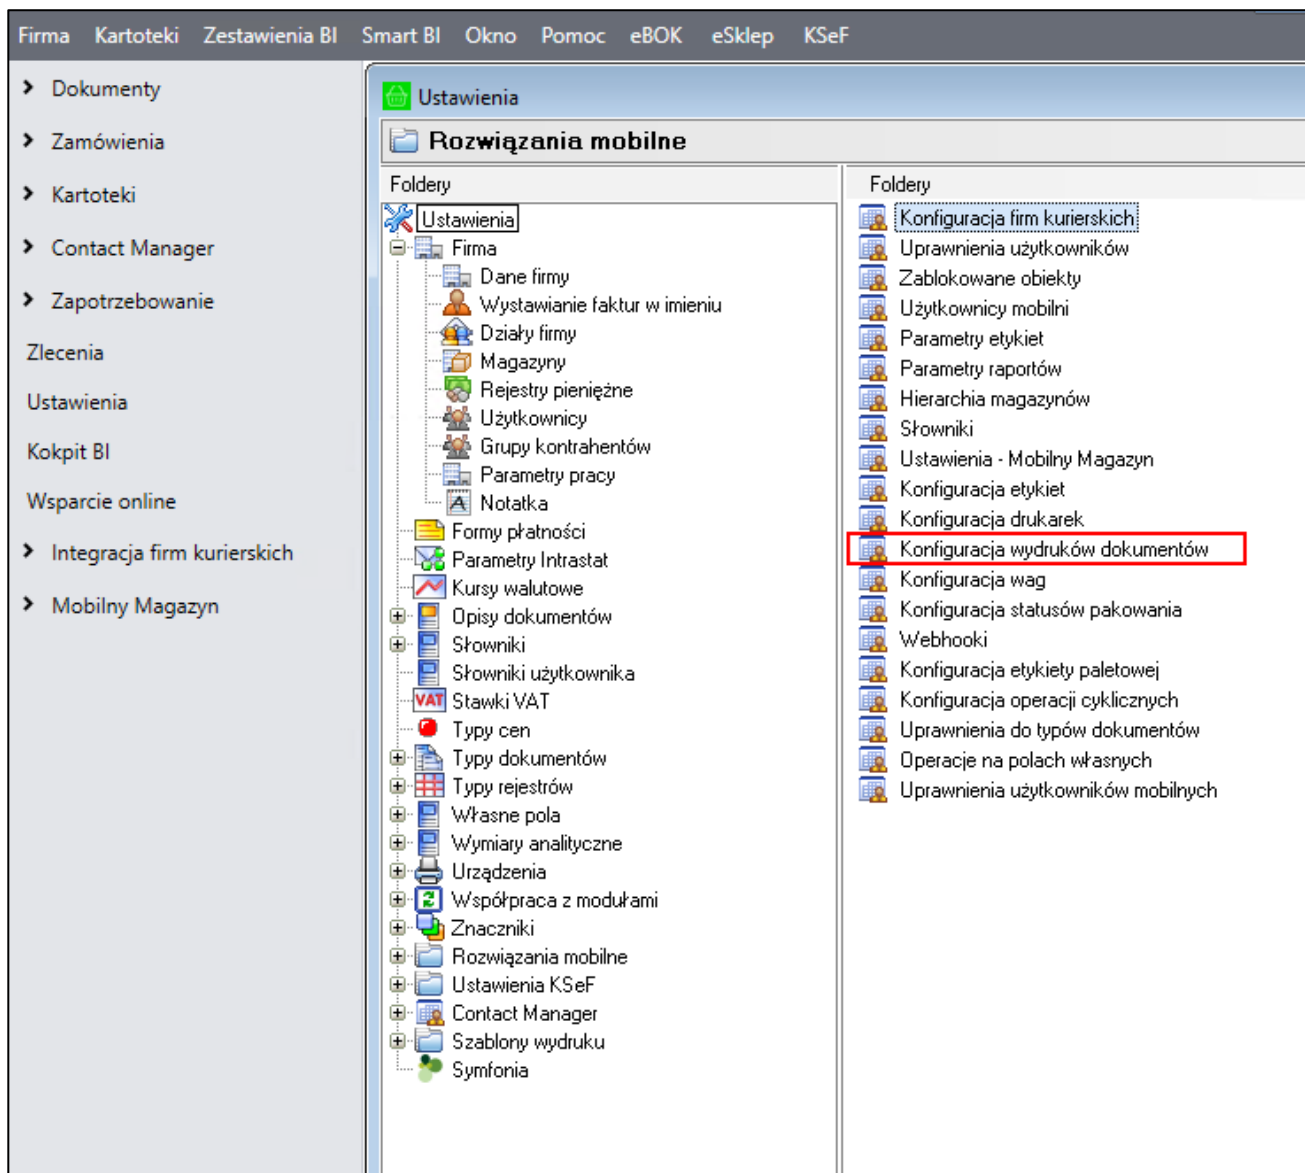 Firma Kartoteki Zestawienia BI Smart BI Okno Pomoc eBOK eSklep KSeF
Dokumenty
Zamówienia
Kartoteki
Contact Manager
Zapotrzebowanie
Zlecenia
Ustawienia
Kokpit BI
Wsparcie online
Integracja firm kurierskich
Mobilny Magazyn
Ustawienia
Rozwiązania mobilne
Foldery
Ustawienia
Firma
Dane firmy
Wystawianie faktur w imieniu
Działy firmy
Magazyny
Rejestry pieniężne
Użytkownicy
Grupy kontrahentów
Parametry pracy
Notatka
Formy płatności
Parametry Intrastat
Kursy walutowe
Opisy dokumentów
Słowniki
Słowniki użytkownika
VAT Stawki VAT
Typy cen
Typy dokumentów
Typy rejestrów
Własne pola
Wymiary analityczne
Urządzenia
Współpraca z modułami
Znaczniki
Rozwiązania mobilne
Ustawienia KSeF
Contact Manager
Szablony wydruku
Symfonia
Foldery
Konfiguracja firm kurierskich
Uprawnienia użytkowników
Zablokowane obiekty
Użytkownicy mobilni
Parametry etykiet
Parametry raportów
Hierarchia magazynów
Słowniki
Ustawienia - Mobilny Magazyn
Konfiguracja etykiet
Konfiguracja drukarek
Konfiguracja wydruków dokumentów
Konfiguracja wag
Konfiguracja statusów pakowania
Webhooki
Konfiguracja etykiety paletowej
Konfiguracja operacji cyklicznych
Uprawnienia do typów dokumentów
Operacje na polach własnych
Uprawnienia użytkowników mobilnych